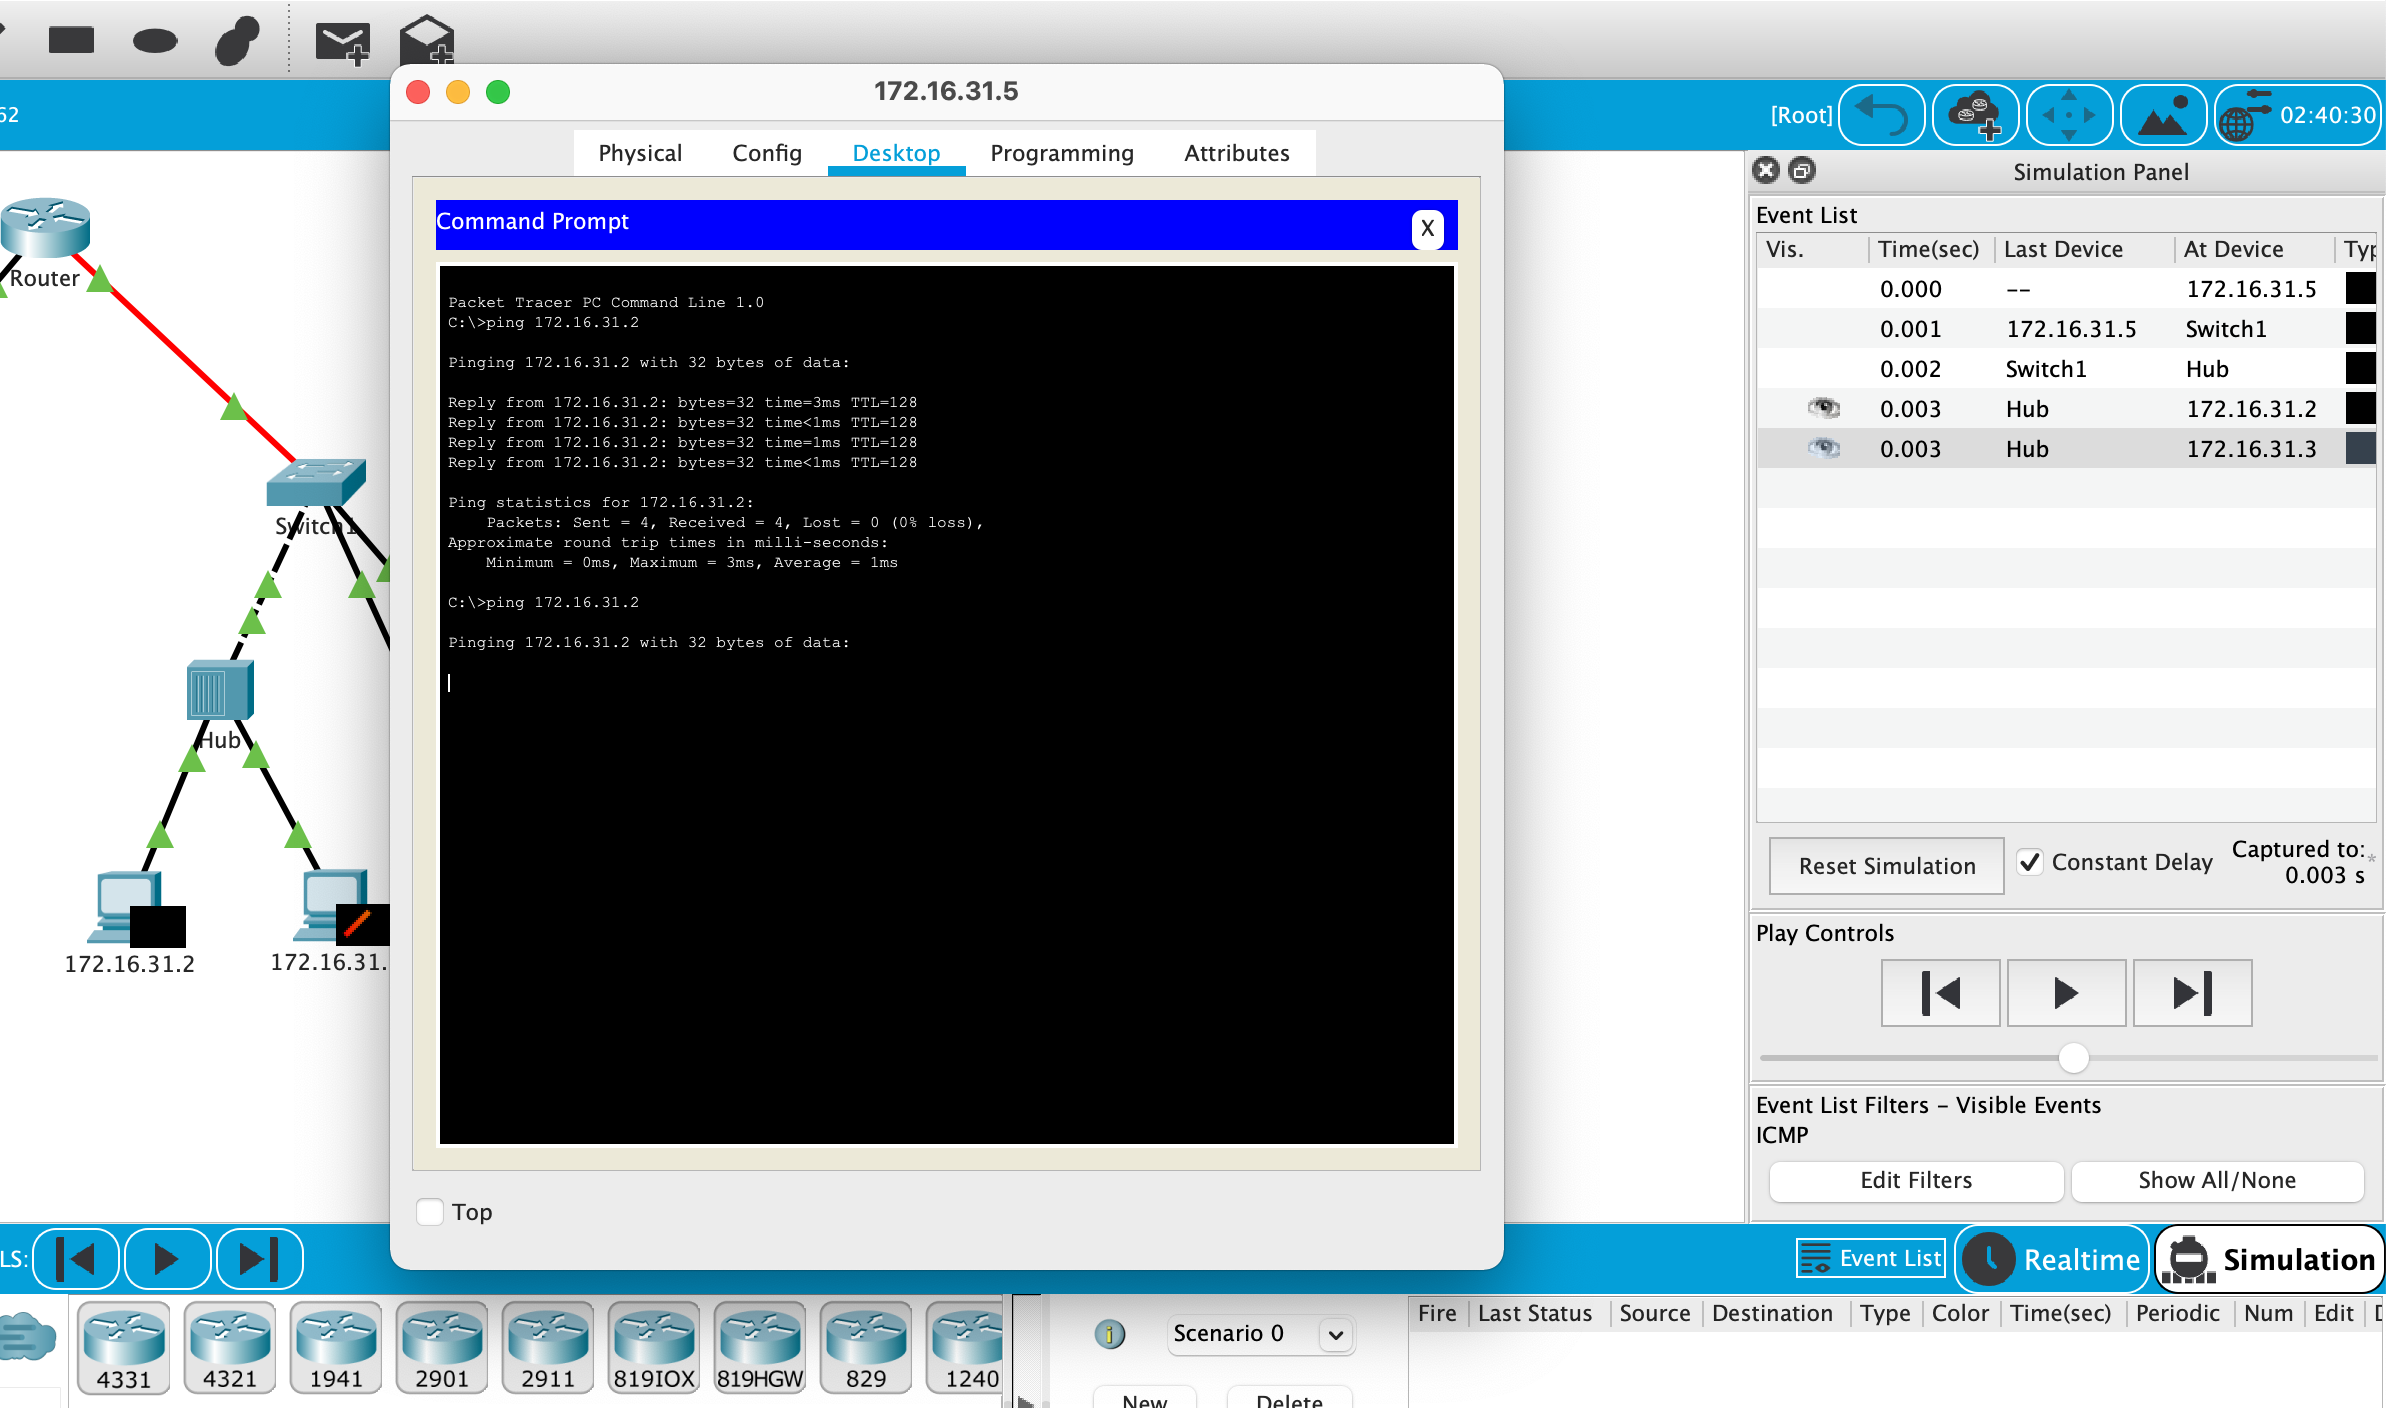 172.16.31.5
62
[Root]
02:40:30
Physical Config Desktop Programming Attributes
Command Prompt
X
Packet Tracer PC Command Line 1.0
C:\>ping 172.16.31.2
Pinging 172.16.31.2 with 32 bytes of data:
Reply from 172.16.31.2: bytes=32 time=3ms TTL=128
Reply from 172.16.31.2: bytes=32 time<1ms TTL=128
Reply from 172.16.31.2: bytes=32 time=1ms TTL=128
Reply from 172.16.31.2: bytes=32 time<1ms TTL=128
Ping statistics for 172.16.31.2:
Packets: Sent = 4, Received = 4, Lost = 0 (0% loss),
Approximate round trip times in milli-seconds:
Minimum = 0ms, Maximum = 3ms, Average = 1ms
C:\>ping 172.16.31.2
Pinging 172.16.31.2 with 32 bytes of data:
Top
Router
Switch1
Hub
172.16.31.2
172.16.31.
Simulation Panel
Event List
Vis. Time(sec) Last Device At Device Typ
0.000 -- 172.16.31.5
0.001 172.16.31.5 Switch1
0.002 Switch1 Hub
0.003 Hub 172.16.31.2
0.003 Hub 172.16.31.3
Reset Simulation
Constant Delay
Captured to:*
0.003 s
Play Controls
Event List Filters - Visible Events
ICMP
Edit Filters
Show All/None
LS:
Event List
Realtime
Simulation
4331 4321 1941 2901 2911 819IOX 819HGW 829 1240
Scenario 0
New
Delete
Fire Last Status Source Destination Type Color Time(sec) Periodic Num Edit